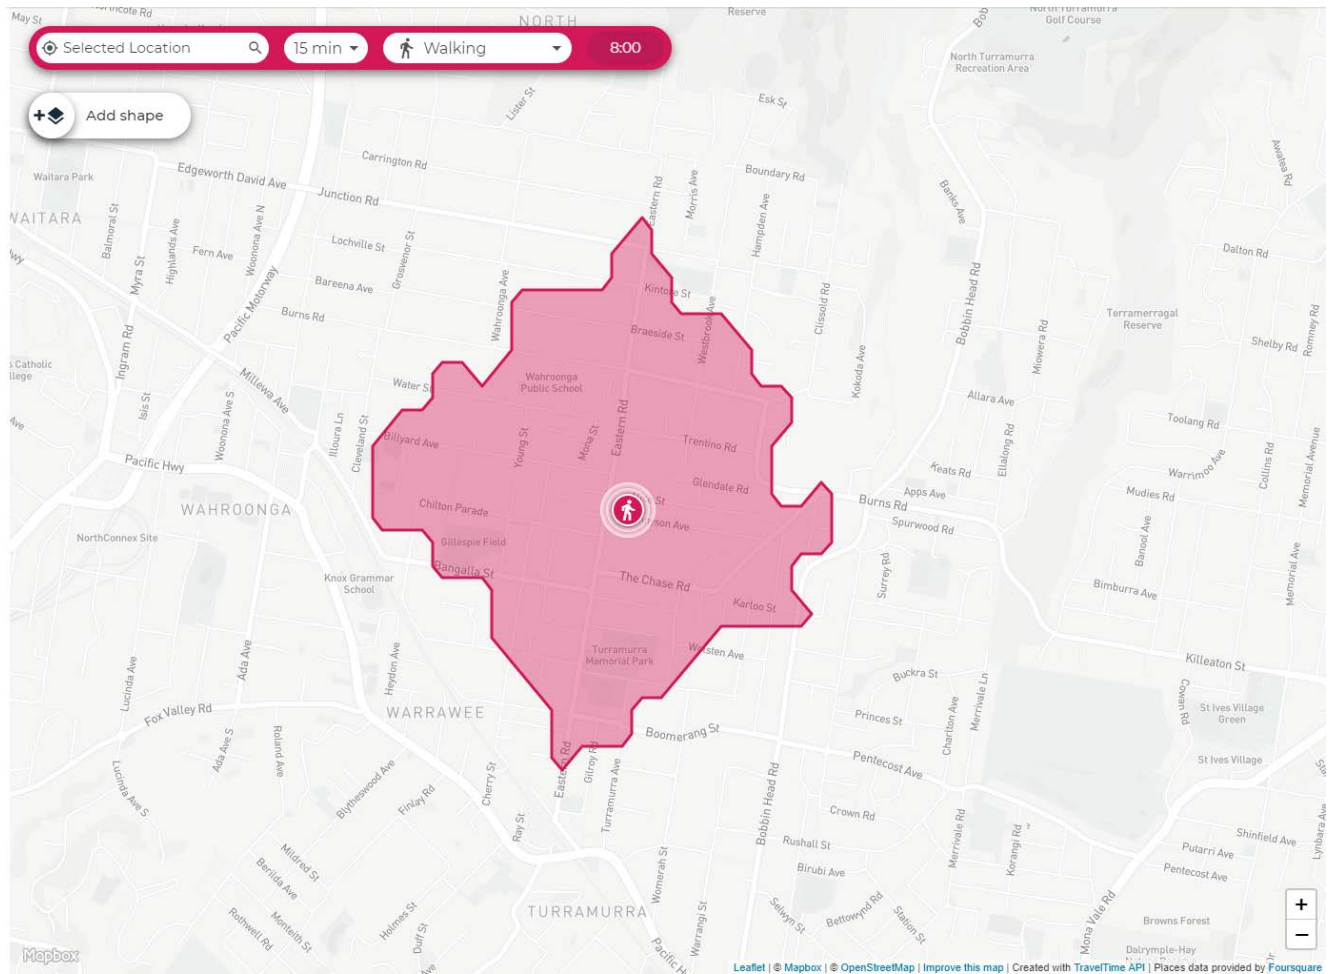 May St
Northcote Rd
NORTH
Reserve
North Turramurra
Golf Course
Selected Location
15 min
Walking
8:00
North Turramurra
Recreation Area
Add shape
Lister St
Esk St
Carrington Rd
Boundary Rd
Awatea Rd
Waitara Park
Edgeworth David Ave
Junction Rd
Eastern Rd
Morris Ave
Hampden Ave
Banks Ave
WAITARA
Balmoral St
Highlands Ave
Woonona Ave N
Fern Ave
Lochville St
Grosvenor St
Dalton Rd
Myra St
Bareena Ave
Kintore St
Clissold Rd
Bobbin Head Rd
Pacific Motorway
Burns Rd
Wahroonga Ave
Braeside St
Westbrook Ave
Terramerragal
Reserve
Miowera Rd
Shelby Rd
Romney Rd
Ingram Rd
Millewa Ave
Water St
Wahroonga
Public School
Kokoda Ave
Allara Ave
Isis St
Woonona Ave S
Illoura Ln
Cleveland St
Billyard Ave
Young St
Mona St
Eastern Rd
Trentino Rd
Toolang Rd
Ellalong Rd
Collins Rd
Memorial Avenue
Pacific Hwy
Keats Rd
Warrimoo Ave
Glendale Rd
Apps Ave
Mudies Rd
WAHROONGA
Chilton Parade
Burns Rd
Spurwood Rd
NorthConnex Site
Gillespie Field
Banool Ave
Bangalla St
Knox Grammar
School
The Chase Rd
Surrey Rd
Bimburra Ave
Memorial Ave
Karloo St
Ada Ave
Heydon Ave
Turramurra
Memorial Park
Wolsten Ave
Killeaton St
Lucinda Ave
Buckra St
Merrivale Ln
Cowan Rd
Fox Valley Rd
WARRAWEE
Princes St
Charlton Ave
St Ives Village
Green
Ada Ave S
Roland Ave
Boomerang St
Pentecost Ave
St Ives Village
Lucinda Ave S
Blytheswood Ave
Finlay Rd
Cherry St
Eastern Rd
Gilroy Rd
Turramurra Ave
Bobbin Head Rd
Crown Rd
Ray St
Rushall St
Merrivale Rd
Korangi Rd
Shinfield Ave
Lynbara Ave
Putarri Ave
Mildred St
Berilda Ave
Womerah St
Birubi Ave
Pentecost Ave
Rothwell Rd
Monteith St
Holmes St
Duff St
TURRAMURRA
Warrangi St
Selwyn St
Bettowynd Rd
Station St
Mona Vale Rd
Browns Forest
Dalrymple-Hay
+
−
Mapbox
Leaflet | © Mapbox | © OpenStreetMap | Improve this map | Created with TravelTime API | Places data provided by Foursquare